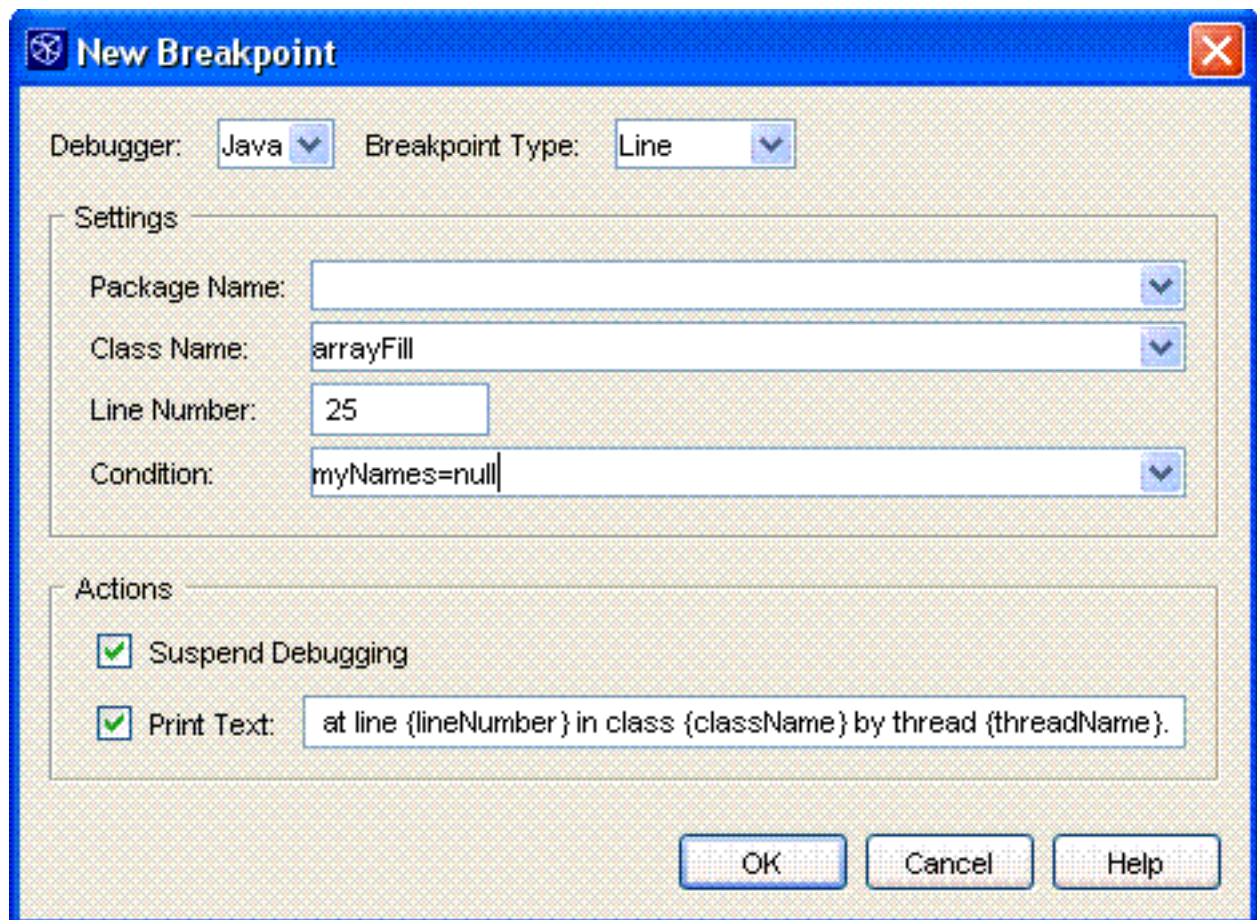 New Breakpoint
Debugger: Java Breakpoint Type: Line
Settings
Package Name:
Class Name: arrayFill
Line Number: 25
Condition: myNames=null
Actions
Suspend Debugging
Print Text: at line {lineNumber} in class {className} by thread {threadName}.
OK Cancel Help